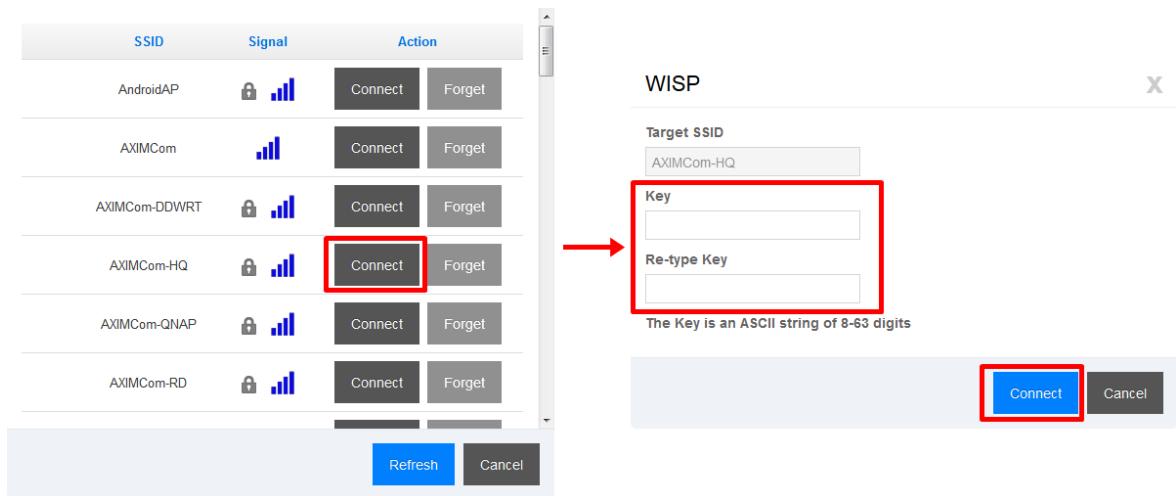 SSID Signal Action
AndroidAP Connect Forget
AXIMCom Connect Forget
AXIMCom-DDWRT Connect Forget
AXIMCom-HQ Connect Forget
AXIMCom-QNAP Connect Forget
AXIMCom-RD Connect Forget
Refresh Cancel
WISP X
Target SSID
AXIMCom-HQ
Key
Re-type Key
The Key is an ASCII string of 8-63 digits
Connect Cancel